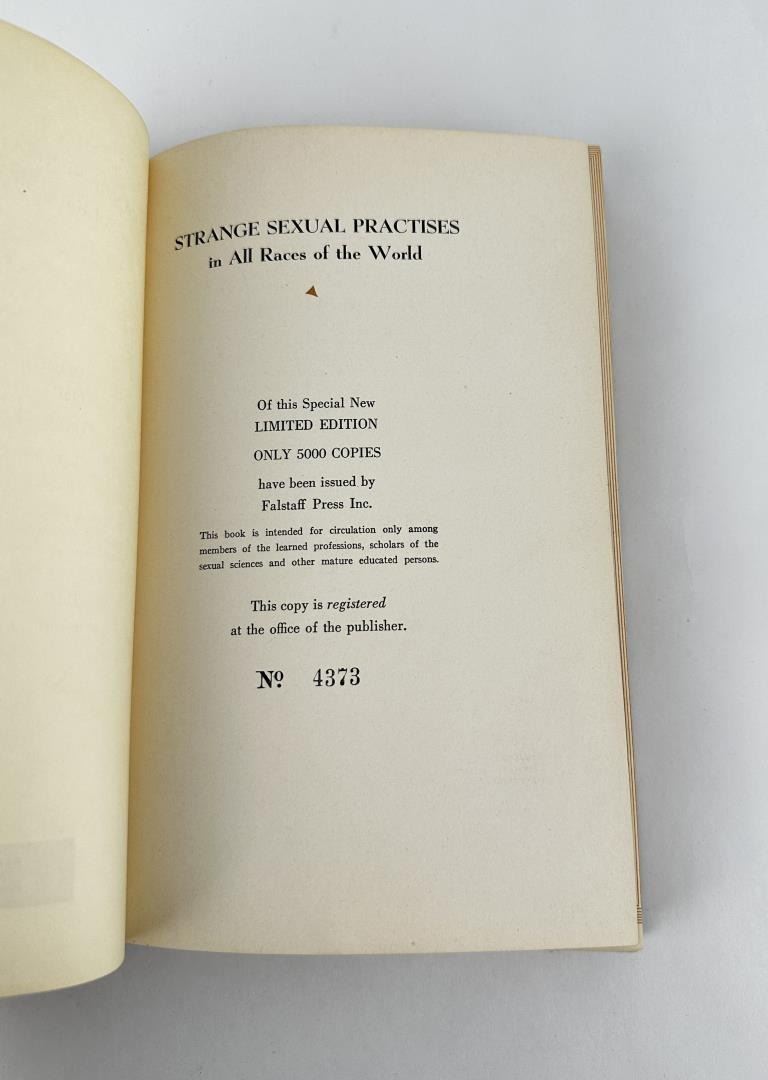 STRANGE SEXUAL PRACTISES
in All Races of the World
Of this Special New
LIMITED EDITION
ONLY 5000 COPIES
have been issued by
Falstaff Press Inc.
This book is intended for circulation only among
members of the learned professions, scholars of the
sexual sciences and other mature educated persons.
This copy is registered
at the office of the publisher.
No. 4373